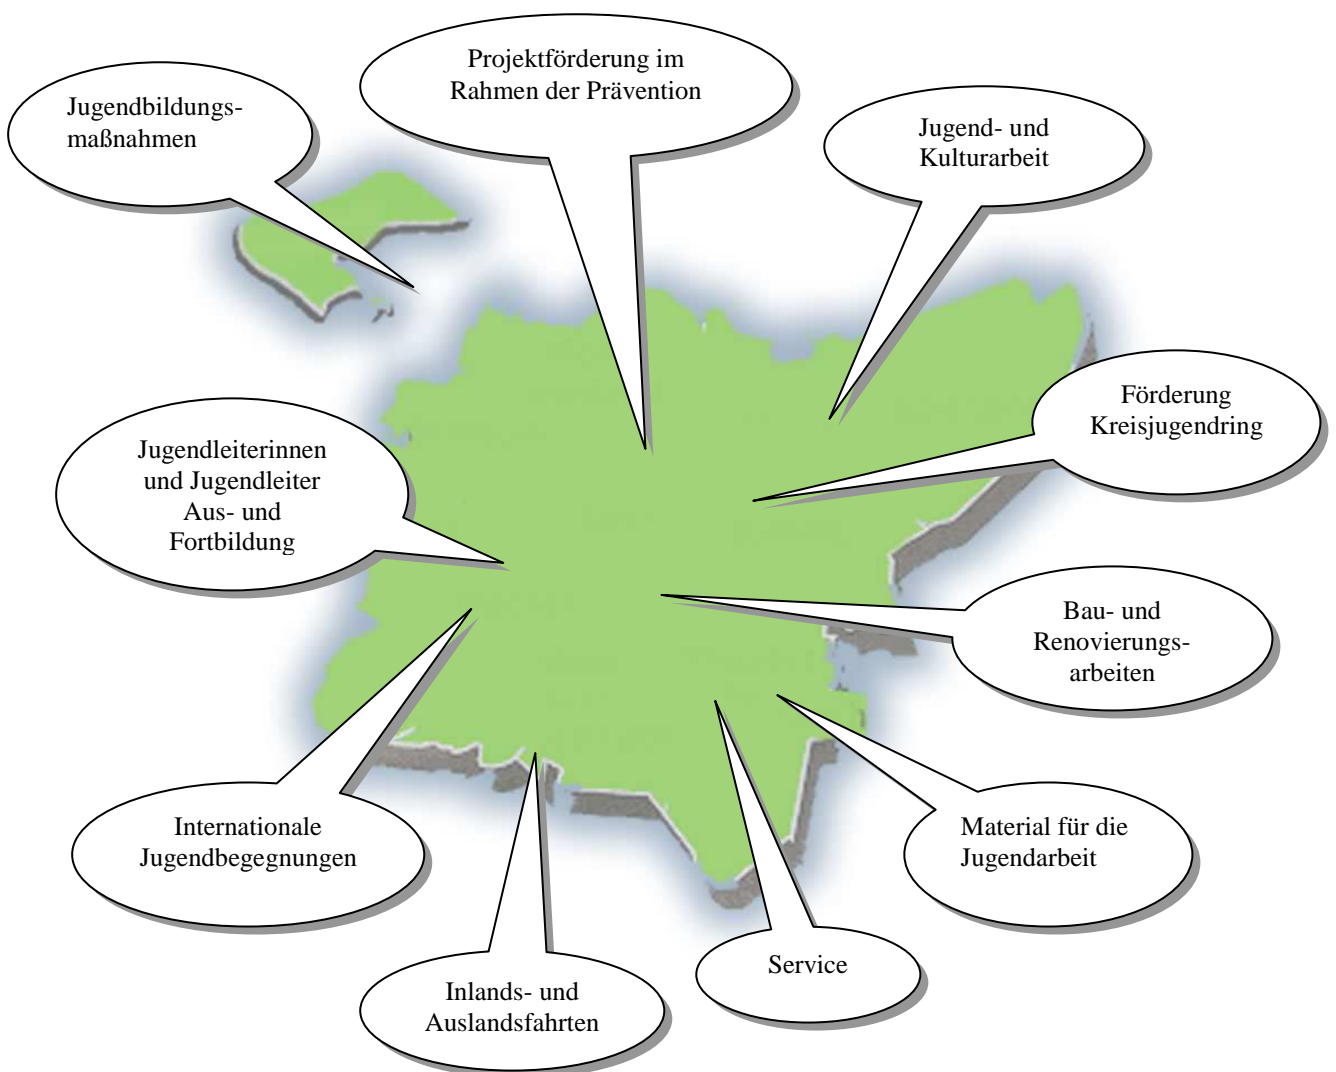 Projektförderung im
Rahmen der Prävention
Jugendbildungs-
maßnahmen
Jugend- und
Kulturarbeit
Förderung
Kreisjugendring
Jugendleiterinnen
und Jugendleiter
Aus- und
Fortbildung
Bau- und
Renovierungs-
arbeiten
Internationale
Jugendbegegnungen
Material für die
Jugendarbeit
Service
Inlands- und
Auslandsfahrten